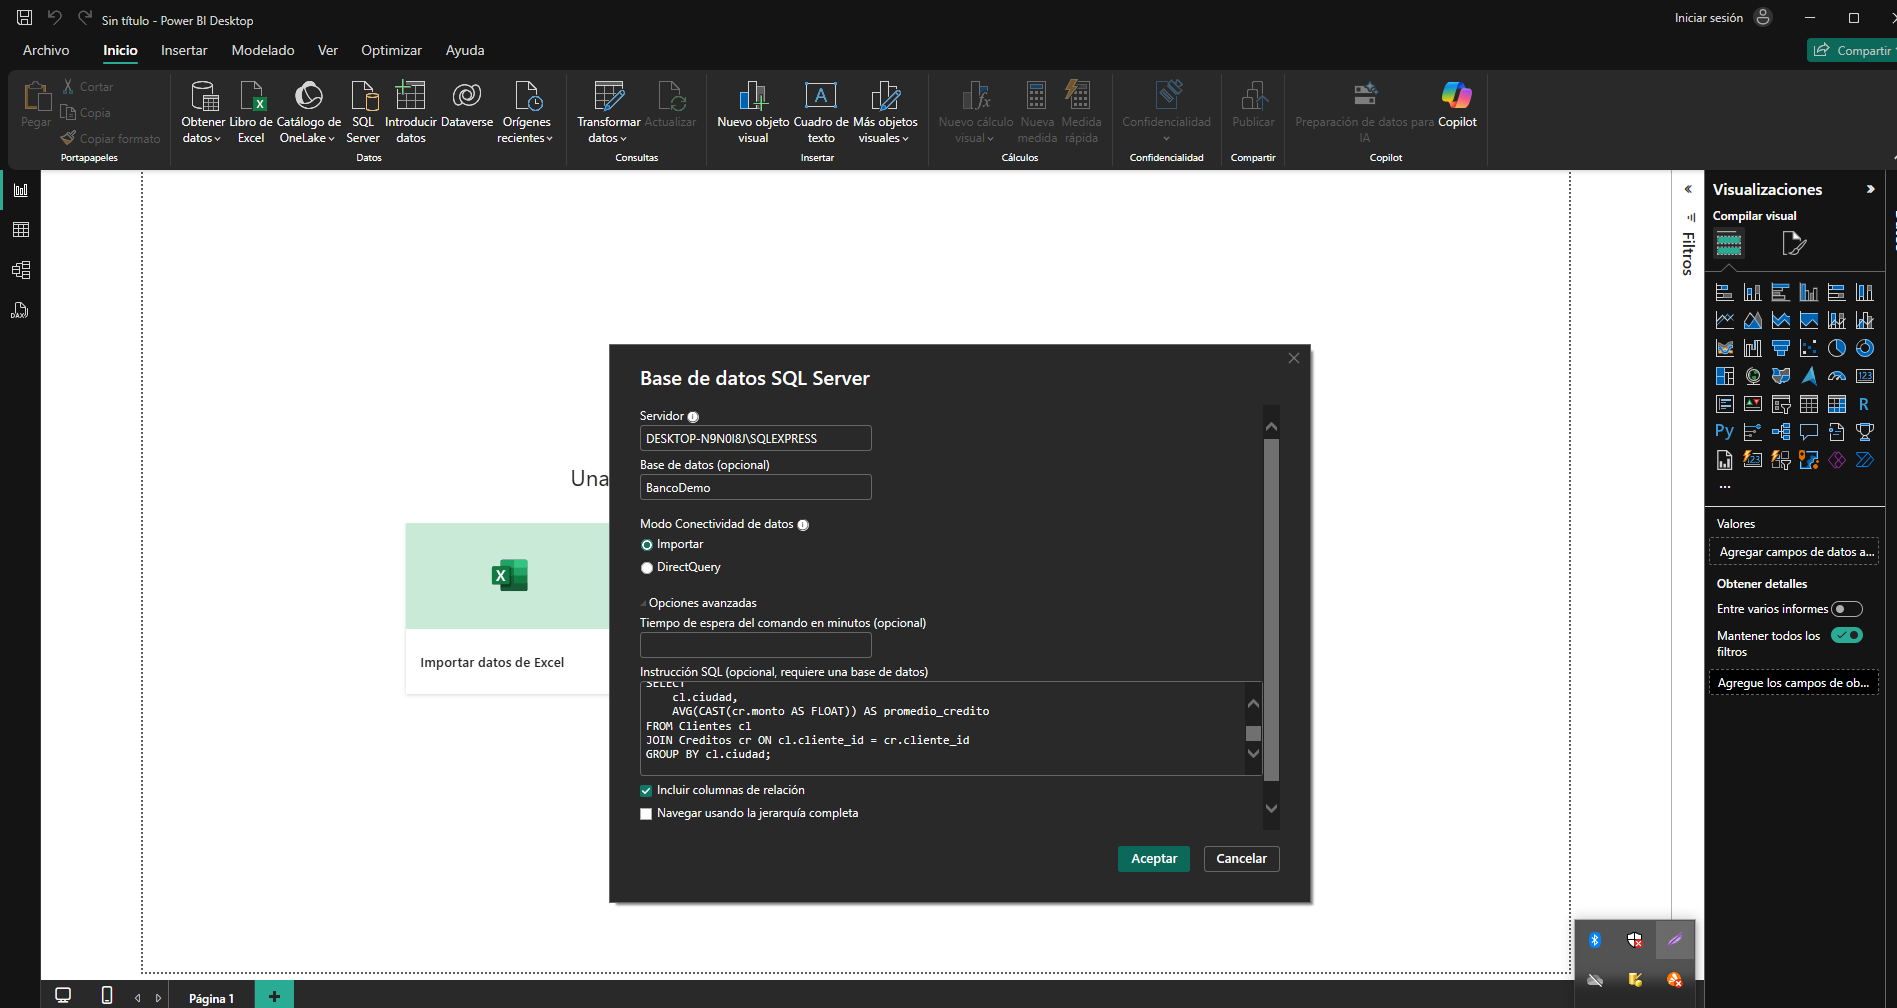 Sin título - Power BI Desktop
Iniciar sesión
Archivo
Inicio
Insertar
Modelado
Ver
Optimizar
Ayuda
Compartir
Pegar
Cortar
Copia
Copiar formato
Portapapeles
Obtener datos
Libro de Excel
Catálogo de OneLake
SQL Server
Introducir datos
Dataverse
Orígenes recientes
Datos
Transformar datos
Actualizar
Consultas
Nuevo objeto visual
Cuadro de texto
Más objetos visuales
Insertar
Nuevo cálculo visual
Nueva medida
Medida rápida
Cálculos
Confidencialidad
Confidencialidad
Publicar
Compartir
Preparación de datos para IA
Copilot
Copilot
Una
Importar datos de Excel
Base de datos SQL Server
Servidor
DESKTOP-N9N0I8J\SQLEXPRESS
Base de datos (opcional)
BancoDemo
Modo Conectividad de datos
Importar
DirectQuery
Opciones avanzadas
Tiempo de espera del comando en minutos (opcional)
Instrucción SQL (opcional, requiere una base de datos)
SELECT
cl.ciudad,
AVG(CAST(cr.monto AS FLOAT)) AS promedio_credito
FROM Clientes cl
JOIN Creditos cr ON cl.cliente_id = cr.cliente_id
GROUP BY cl.ciudad;
Incluir columnas de relación
Navegar usando la jerarquía completa
Aceptar
Cancelar
Filtros
Visualizaciones
Compilar visual
123
R
Py
123
...
Valores
Agregar campos de datos a...
Obtener detalles
Entre varios informes
Mantener todos los
filtros
Agregue los campos de ob...
Página 1